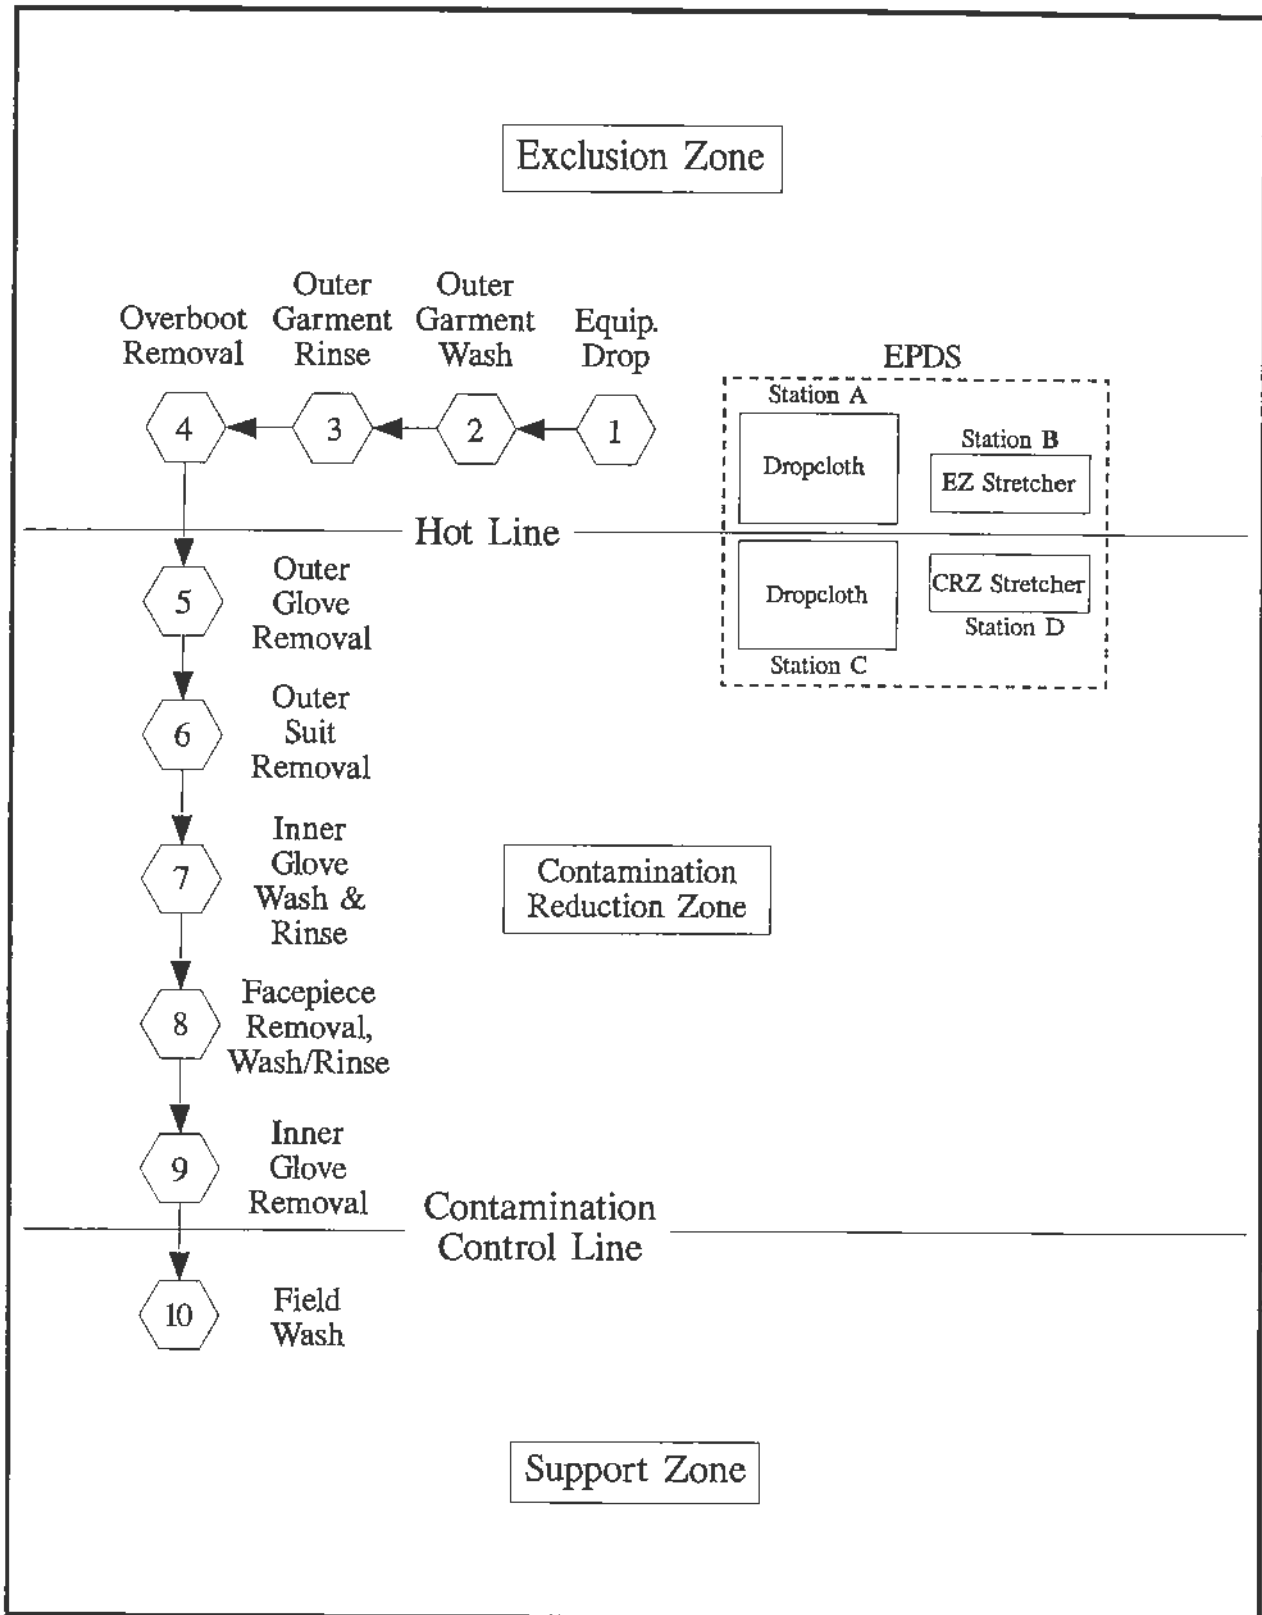 Exclusion Zone
Overboot
Removal
Outer
Garment
Rinse
Outer
Garment
Wash
Equip.
Drop
4
3
2
1
EPDS
Station A
Dropcloth
Station B
EZ Stretcher
Hot Line
Dropcloth
Station C
CRZ Stretcher
Station D
5
Outer
Glove
Removal
6
Outer
Suit
Removal
7
Inner
Glove
Wash &
Rinse
Contamination
Reduction Zone
8
Facepiece
Removal,
Wash/Rinse
9
Inner
Glove
Removal
Contamination
Control Line
10
Field
Wash
Support Zone